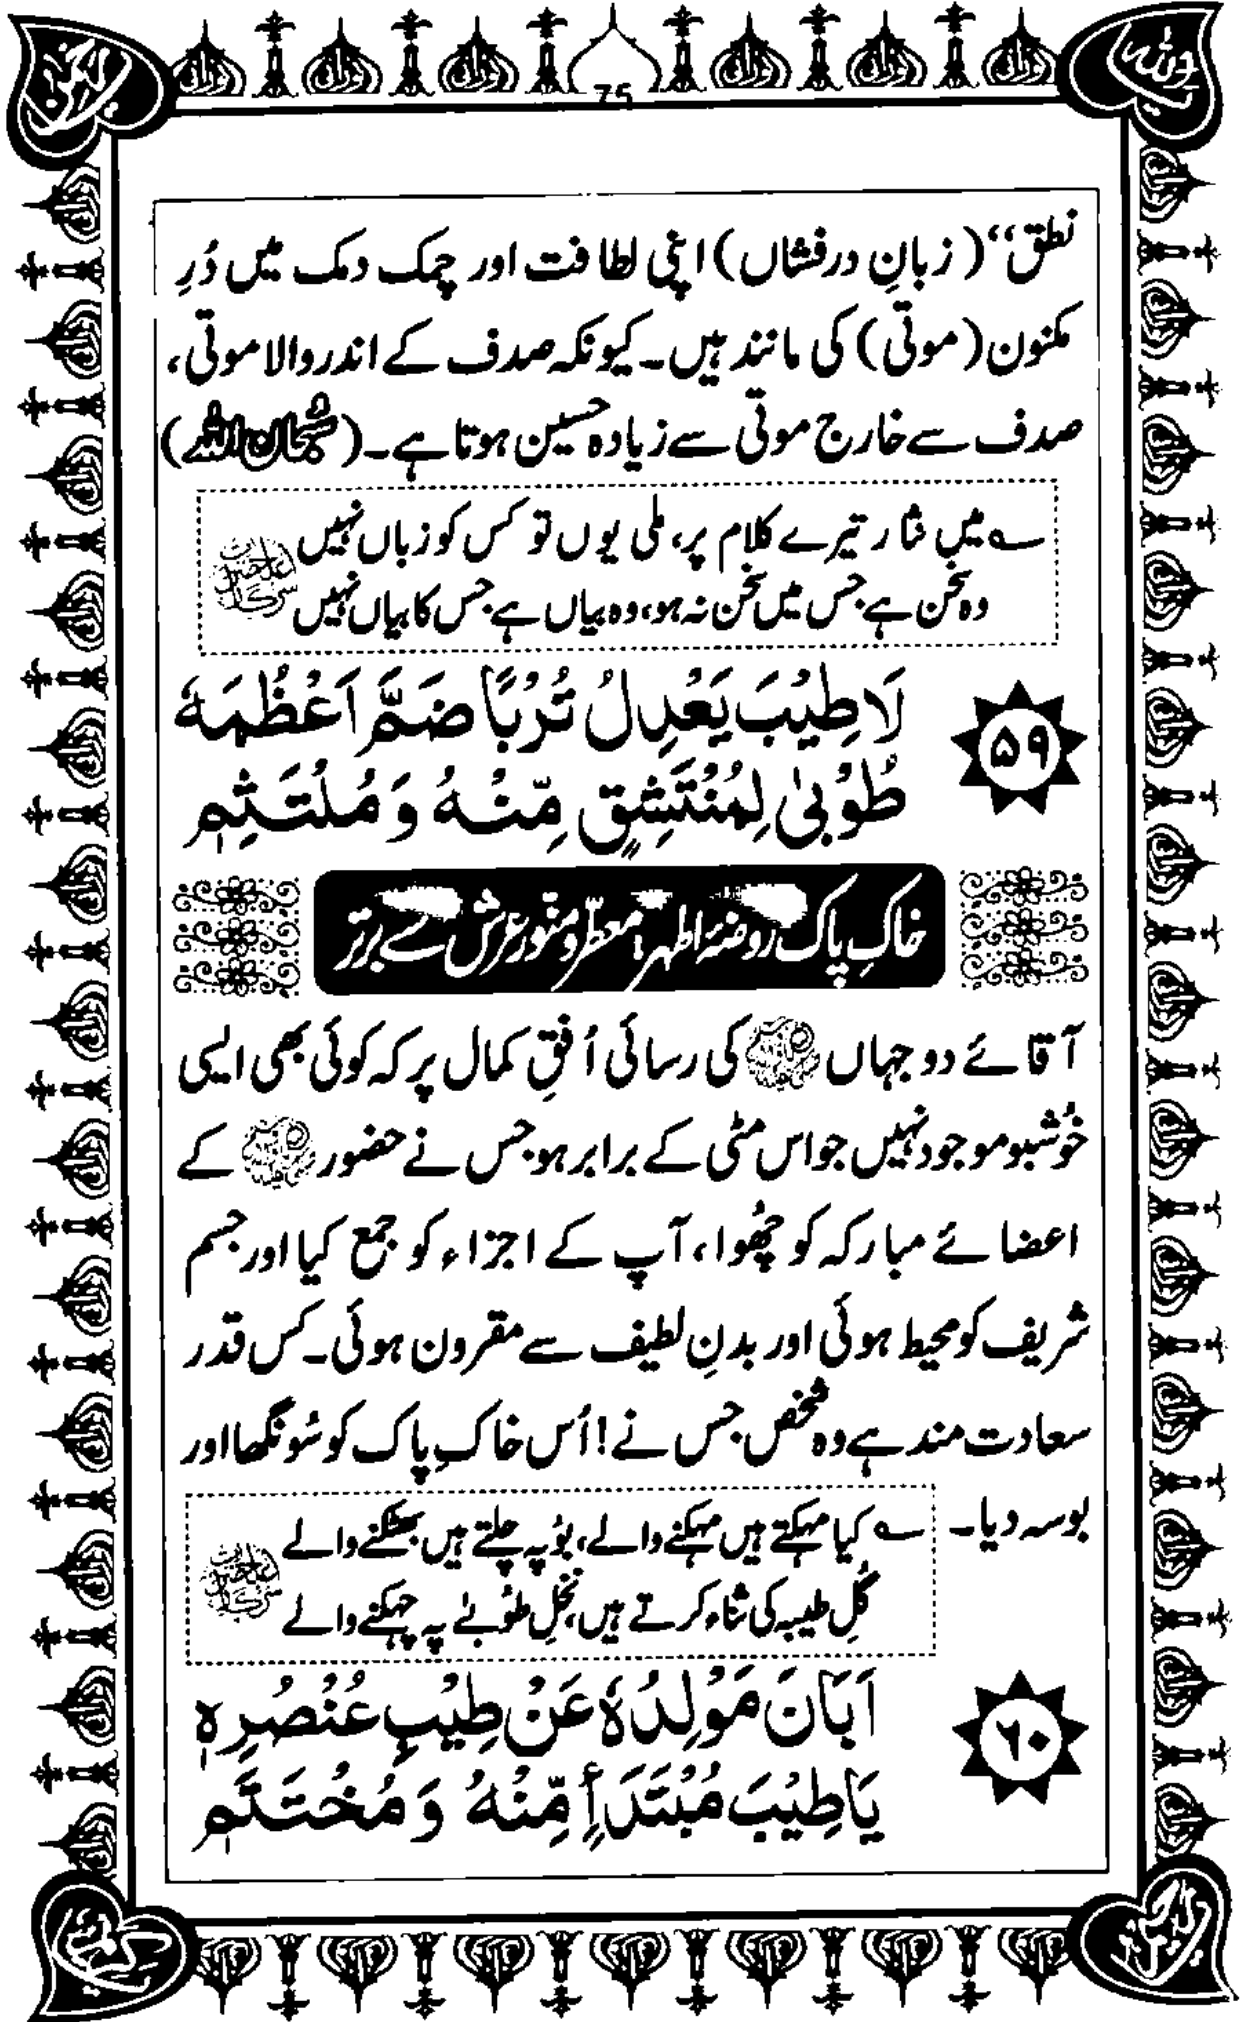 75
نطق‘‘ (زبانِ درفشاں) اپنی لطافت اور چمک دمک میں دُرِ
مکنون (موتی) کی مانند ہیں۔ کیونکہ صدف کے اندر والا موتی،
صدف سے خارج موتی سے زیادہ حسین ہوتا ہے۔ (سُبحان اللہ)
؎ میں نثار تیرے کلام پر، ملی یوں تو کس کو زباں نہیں
وہ سخن ہے جس میں سخن نہ ہو، وہ بیاں ہے جس کا بیاں نہیں
۵۹
لَا طِيْبَ يَعْدِلُ تُرْبًا ضَمَّ اَعْظُمَهٗ
طُوْبىٰ لِمُنْتَشِقٍ مِّنْهُ وَ مُلْتَثِمٖ
خاکِ پاک روضۂ اطہر، معطّر و منور عرش سے برتر
آقائے دو جہاں ﷺ کی رسائی اُفقِ کمال پر کہ کوئی بھی ایسی
خُوشبو موجود نہیں جو اس مٹی کے برابر ہو جس نے حضور ﷺ کے
اعضائے مبارکہ کو چُھوا، آپ کے اجزاء کو جمع کیا اور جسم
شریف کو محیط ہوئی اور بدنِ لطیف سے مقرون ہوئی۔ کس قدر
سعادت مند ہے وہ شخص جس نے! اُس خاکِ پاک کو سُونگھا اور
بوسہ دیا۔ ؎ کیا مہکتے ہیں مہکنے والے، بُو پہ چلتے ہیں بھٹکنے والے
گُلِ طیبہ کی ثناء کرتے ہیں، نخلِ طُوبےٰ پہ چہکنے والے
۶۰
اَبَانَ مَوْلِدُهٗ عَنْ طِيْبِ عُنْصُرِهٖ
يَا طِيْبَ مُبْتَدَأٍ مِّنْهُ وَ مُخْتَتَمٖ